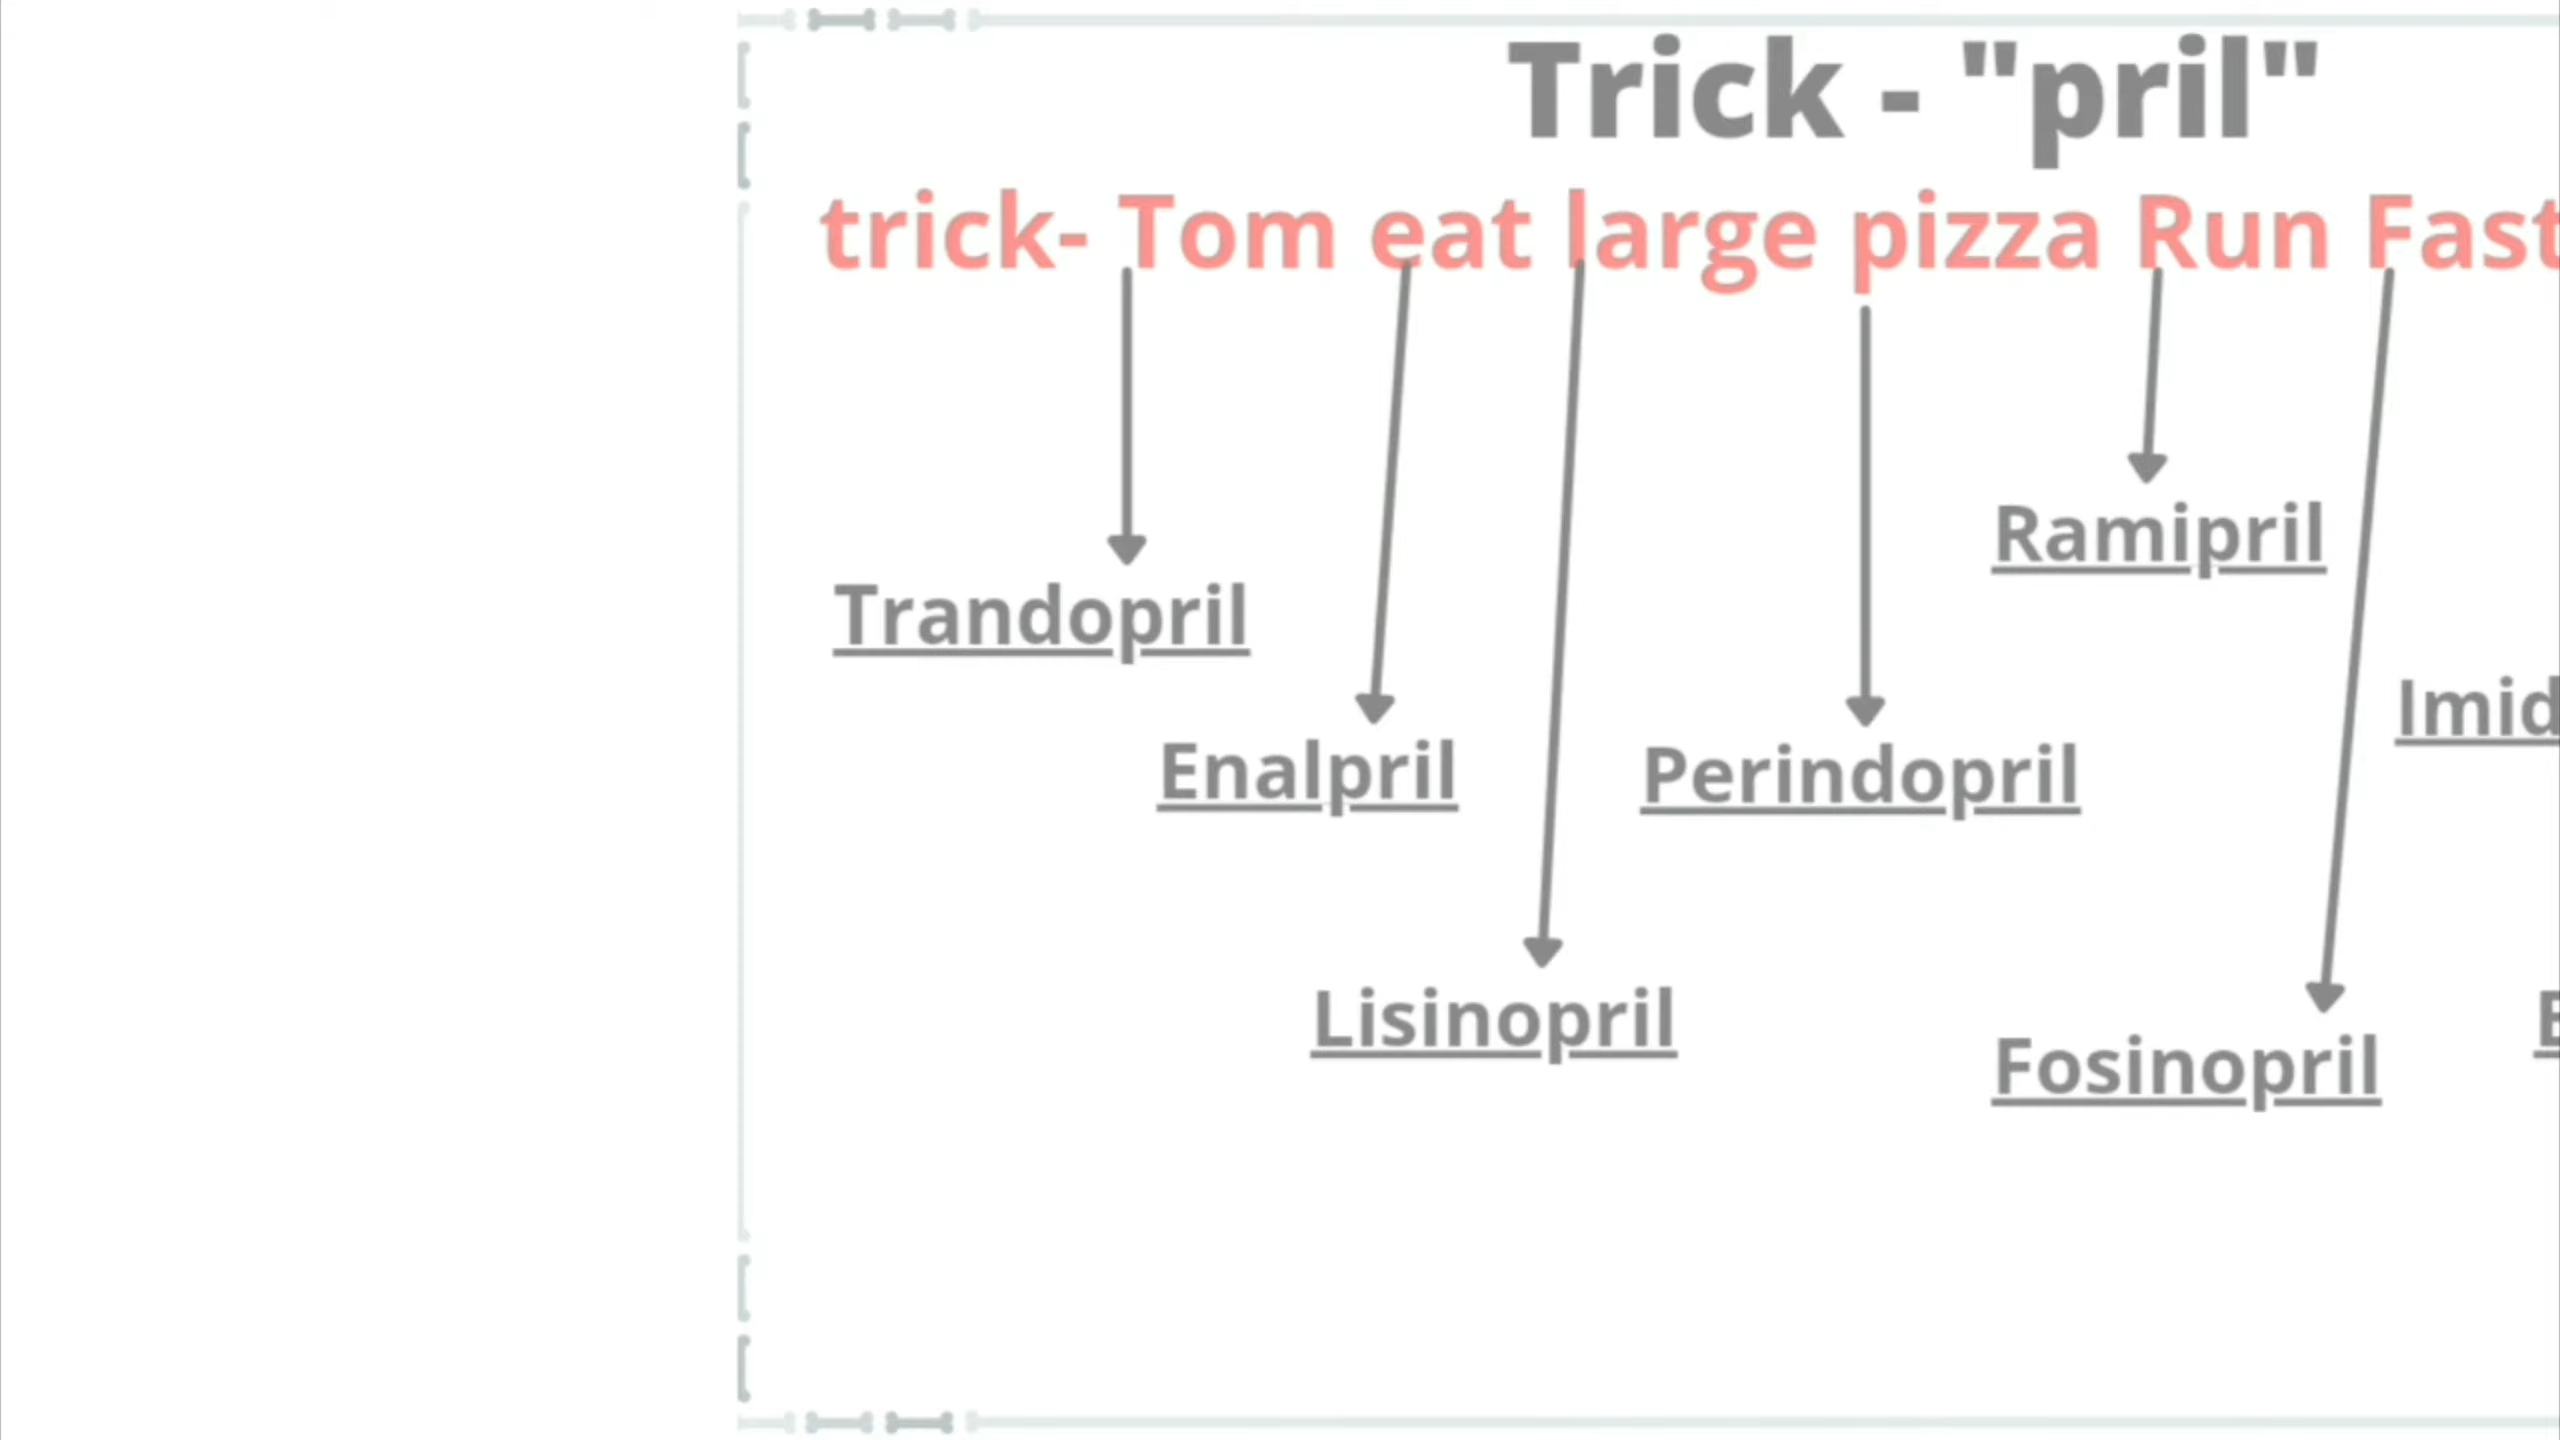 Trick - "pril"
trick- Tom eat large pizza Run Fast
Ramipril
Trandopril
Imid
Enalpril
Perindopril
Lisinopril
Fosinopril